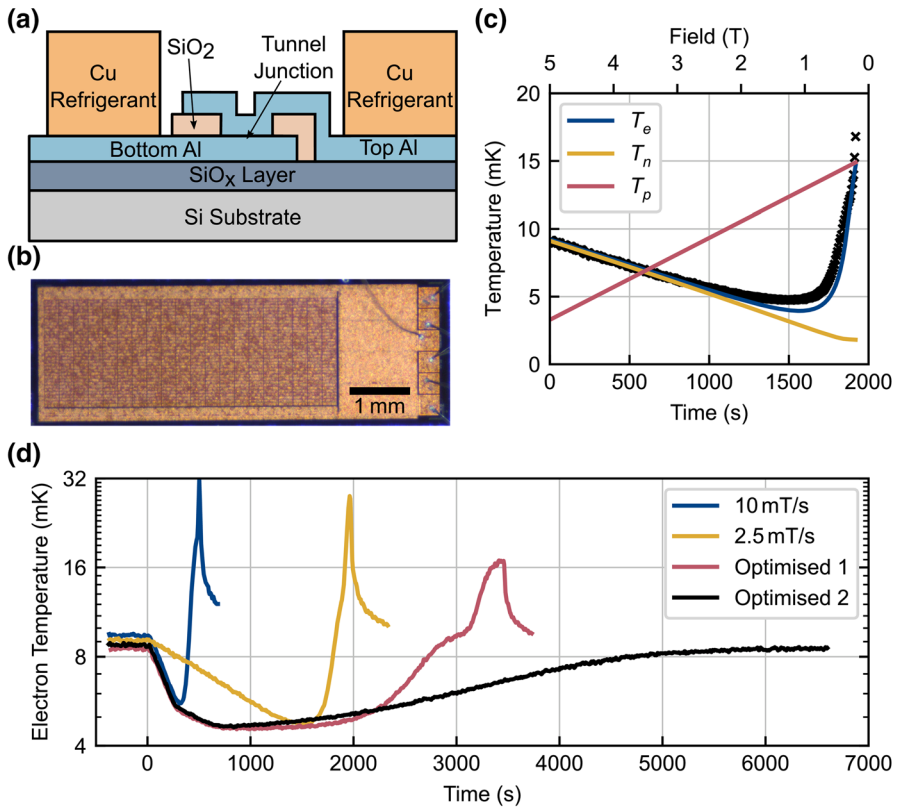 (a)
SiO2
Tunnel
Junction
Cu
Refrigerant
Cu
Refrigerant
Bottom Al
Top Al
SiOx Layer
Si Substrate
(b)
1 mm
(c)
Field (T)
5 4 3 2 1 0
Temperature (mK)
20
15
10
5
0
Te
Tn
Tp
0 500 1000 1500 2000
Time (s)
(d)
Electron Temperature (mK)
32
16
8
4
10 mT/s
2.5 mT/s
Optimised 1
Optimised 2
0 1000 2000 3000 4000 5000 6000 7000
Time (s)